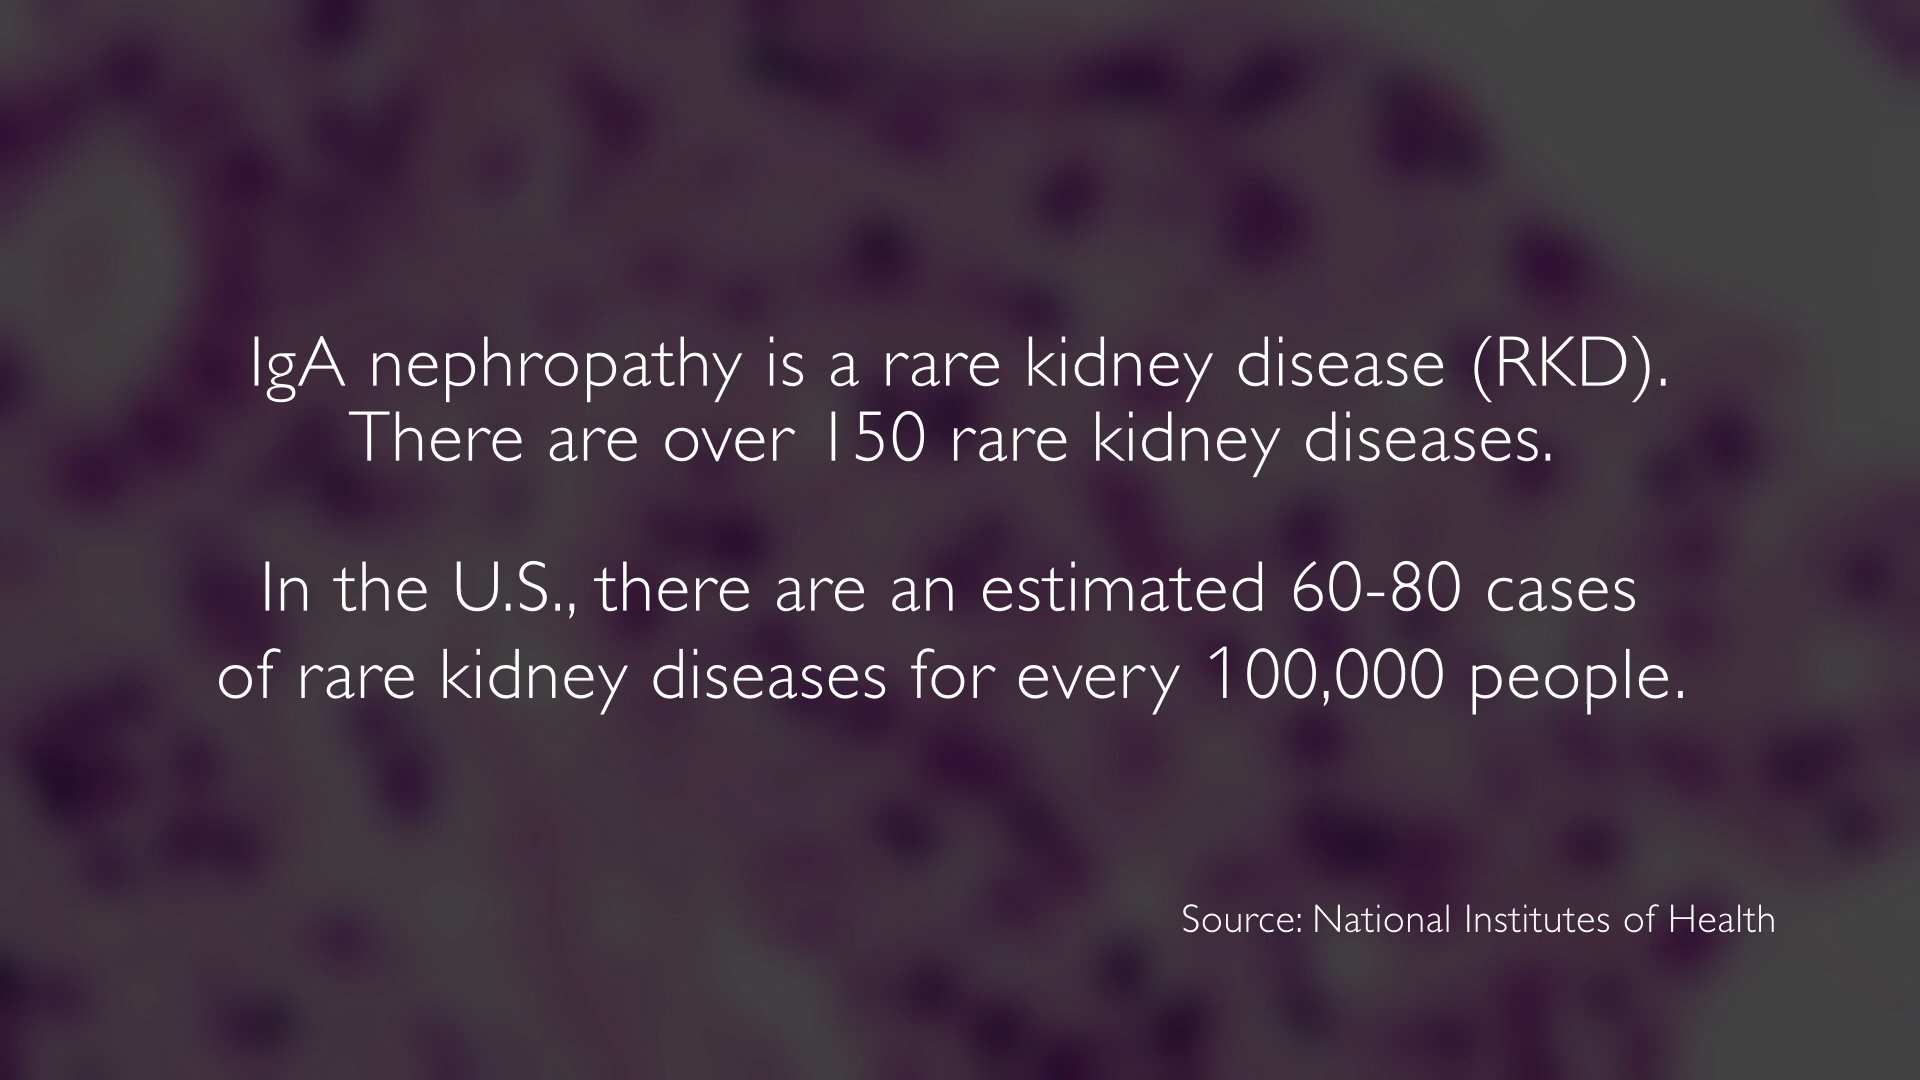 IgA nephropathy is a rare kidney disease (RKD).
There are over 150 rare kidney diseases.
In the U.S., there are an estimated 60-80 cases
of rare kidney diseases for every 100,000 people.
Source: National Institutes of Health